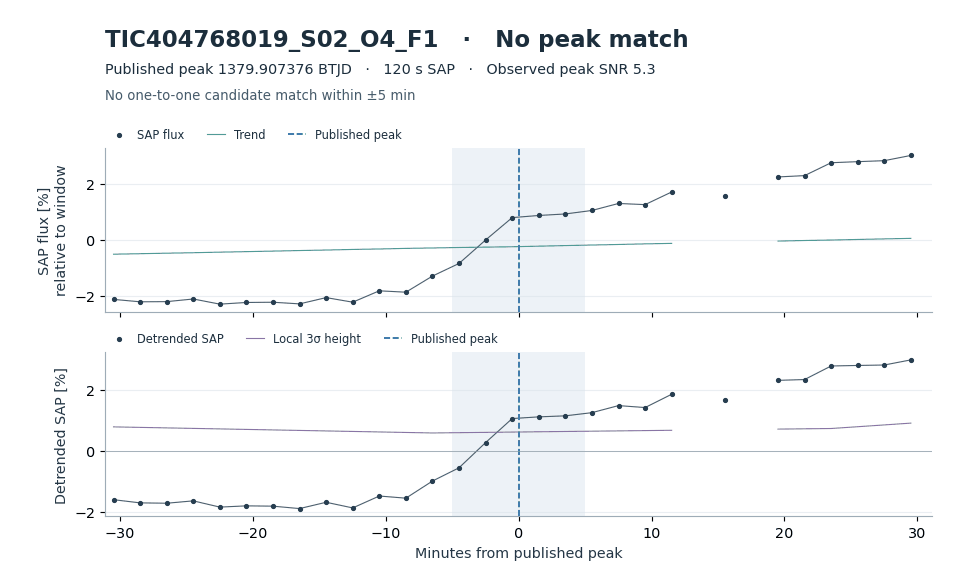 TIC404768019_S02_O4_F1 · No peak match
Published peak 1379.907376 BTJD · 120 s SAP · Observed peak SNR 5.3
No one-to-one candidate match within ±5 min
SAP flux Trend Published peak
SAP flux [%]
relative to window
2
0
−2
Detrended SAP Local 3σ height Published peak
Detrended SAP [%]
2
0
−2
−30 −20 −10 0 10 20 30
Minutes from published peak